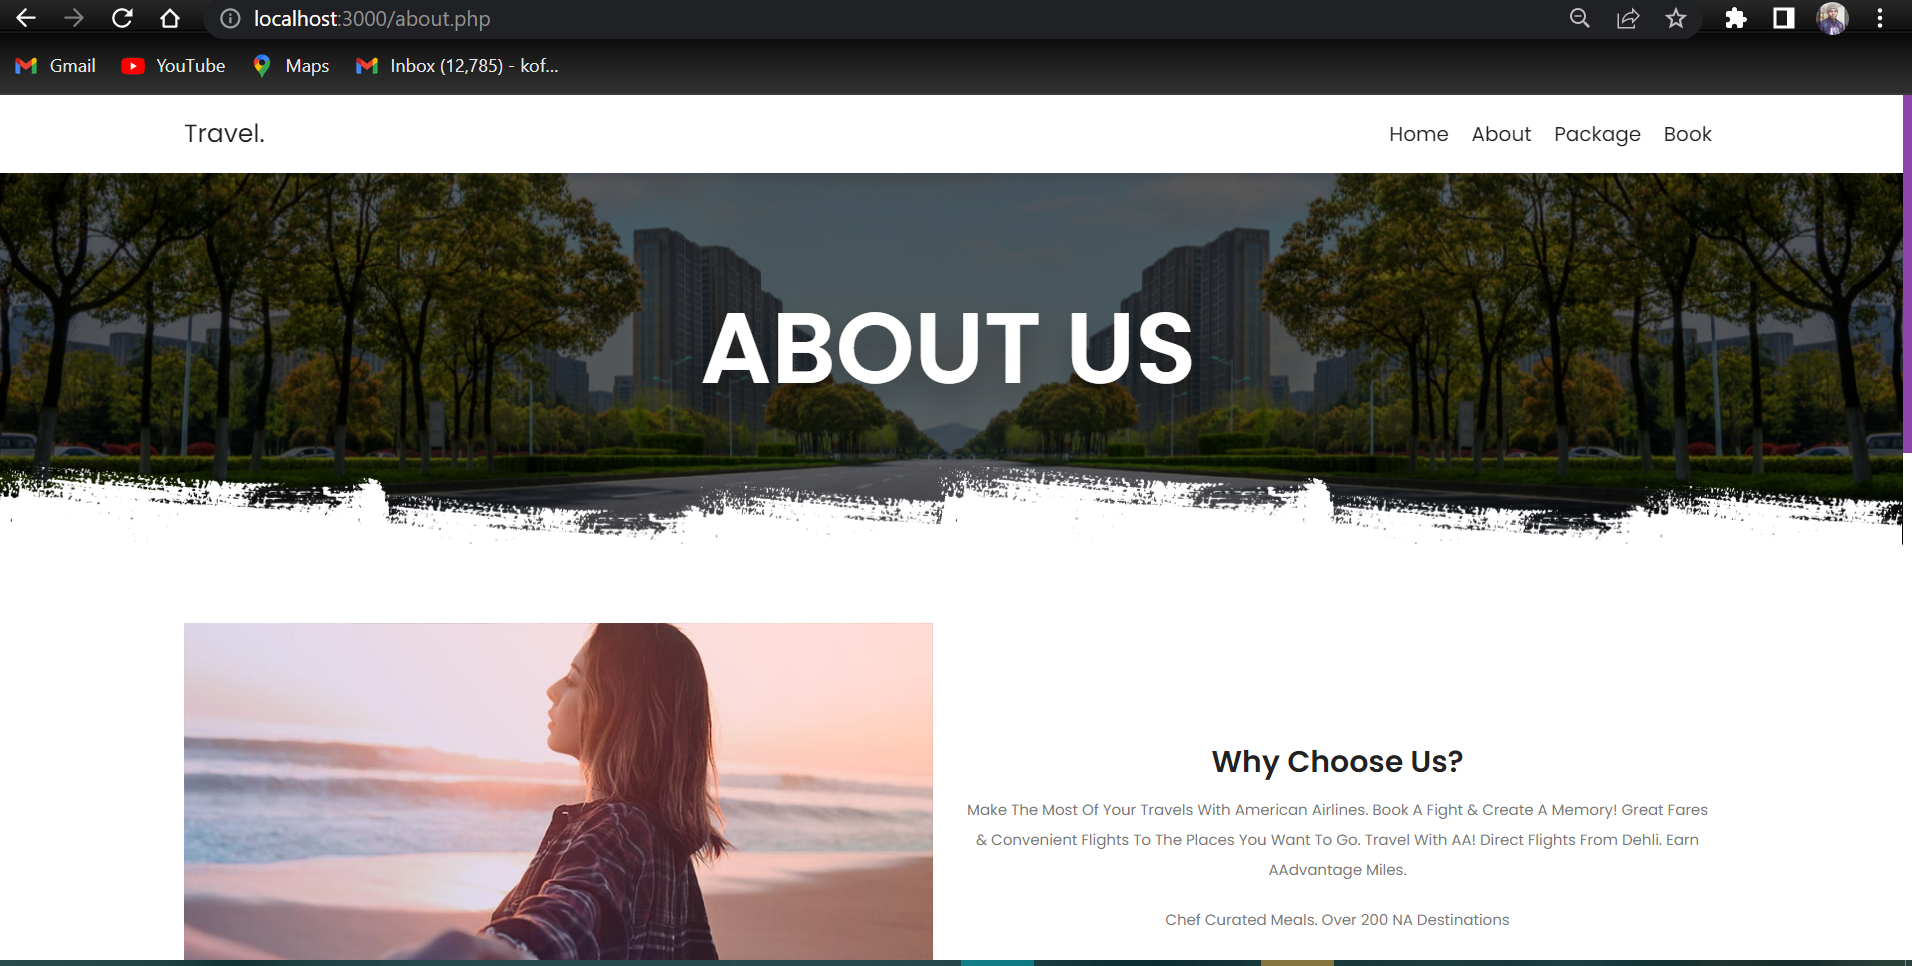 localhost:3000/about.php
Gmail YouTube Maps Inbox (12,785) - kof...
Travel. Home About Package Book
ABOUT US
Why Choose Us?
Make The Most Of Your Travels With American Airlines. Book A Fight & Create A Memory! Great Fares
& Convenient Flights To The Places You Want To Go. Travel With AA! Direct Flights From Dehli. Earn
AAdvantage Miles.
Chef Curated Meals. Over 200 NA Destinations